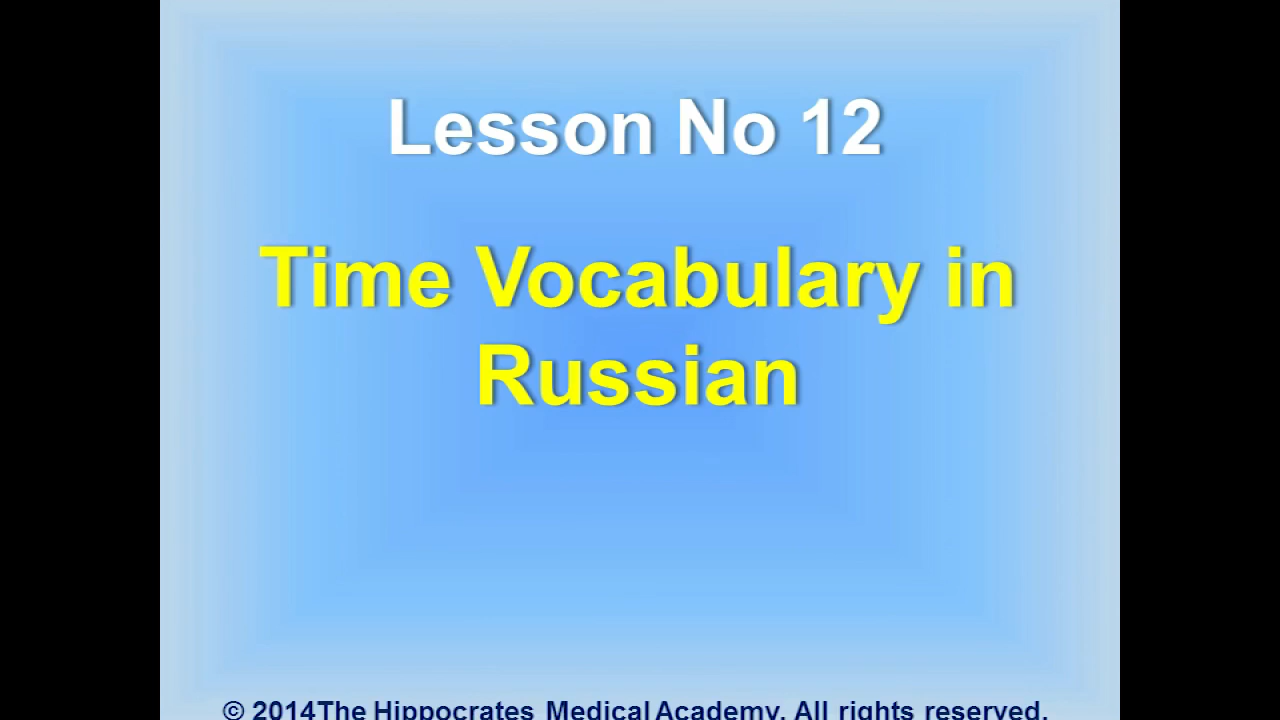 Lesson No 12
Time Vocabulary in
Russian
© 2014The Hippocrates Medical Academy. All rights reserved.